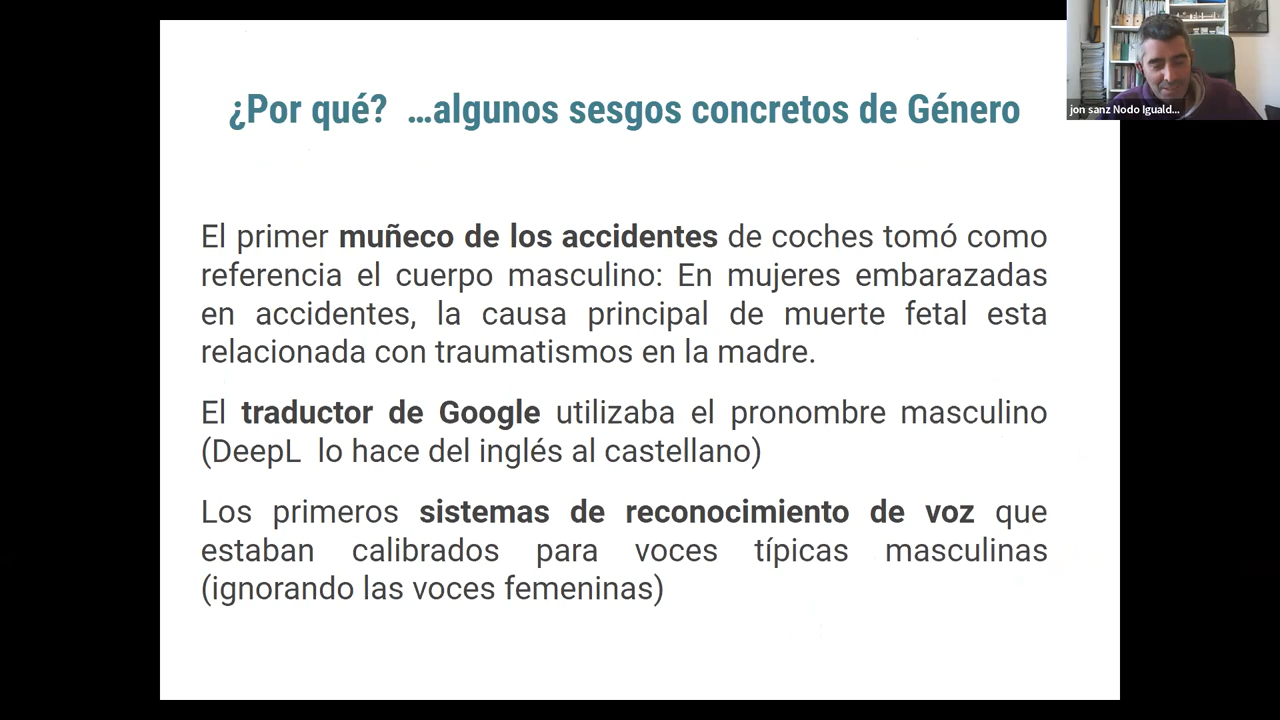 ¿Por qué? ...algunos sesgos concretos de Género
jon sanz Nodo Iguald...
El primer muñeco de los accidentes de coches tomó como
referencia el cuerpo masculino: En mujeres embarazadas
en accidentes, la causa principal de muerte fetal esta
relacionada con traumatismos en la madre.
El traductor de Google utilizaba el pronombre masculino
(DeepL lo hace del inglés al castellano)
Los primeros sistemas de reconocimiento de voz que
estaban calibrados para voces típicas masculinas
(ignorando las voces femeninas)